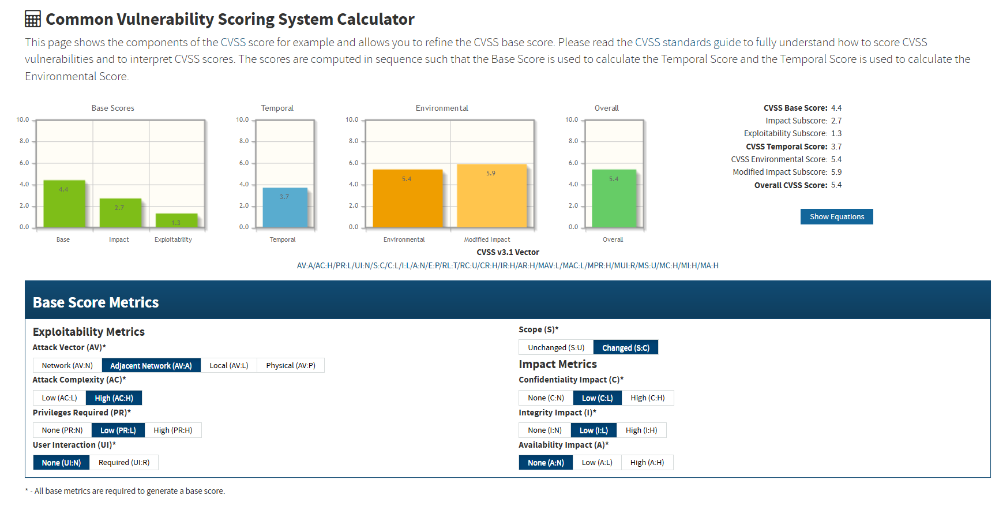 Common Vulnerability Scoring System Calculator
This page shows the components of the CVSS score for example and allows you to refine the CVSS base score. Please read the CVSS standards guide to fully understand how to score CVSS
vulnerabilities and to interpret CVSS scores. The scores are computed in sequence such that the Base Score is used to calculate the Temporal Score and the Temporal Score is used to calculate the
Environmental Score.
Base Scores
10.0
8.0
6.0
4.0
2.0
0.0
4.4
2.7
1.3
Base Impact Exploitability
Temporal
10.0
8.0
6.0
4.0
2.0
0.0
3.7
Temporal
Environmental
10.0
8.0
6.0
4.0
2.0
0.0
5.4
5.9
Environmental Modified Impact
Overall
10.0
8.0
6.0
4.0
2.0
0.0
5.4
Overall
CVSS Base Score: 4.4
Impact Subscore: 2.7
Exploitability Subscore: 1.3
CVSS Temporal Score: 3.7
CVSS Environmental Score: 5.4
Modified Impact Subscore: 5.9
Overall CVSS Score: 5.4
Show Equations
CVSS v3.1 Vector
AV:A/AC:H/PR:L/UI:N/S:C/C:L/I:L/A:N/E:P/RL:T/RC:U/CR:H/IR:H/AR:H/MAV:L/MAC:L/MPR:H/MUI:R/MS:U/MC:H/MI:H/MA:H
Base Score Metrics
Exploitability Metrics
Attack Vector (AV)*
Network (AV:N) Adjacent Network (AV:A) Local (AV:L) Physical (AV:P)
Attack Complexity (AC)*
Low (AC:L) High (AC:H)
Privileges Required (PR)*
None (PR:N) Low (PR:L) High (PR:H)
User Interaction (UI)*
None (UI:N) Required (UI:R)
Scope (S)*
Unchanged (S:U) Changed (S:C)
Impact Metrics
Confidentiality Impact (C)*
None (C:N) Low (C:L) High (C:H)
Integrity Impact (I)*
None (I:N) Low (I:L) High (I:H)
Availability Impact (A)*
None (A:N) Low (A:L) High (A:H)
* - All base metrics are required to generate a base score.